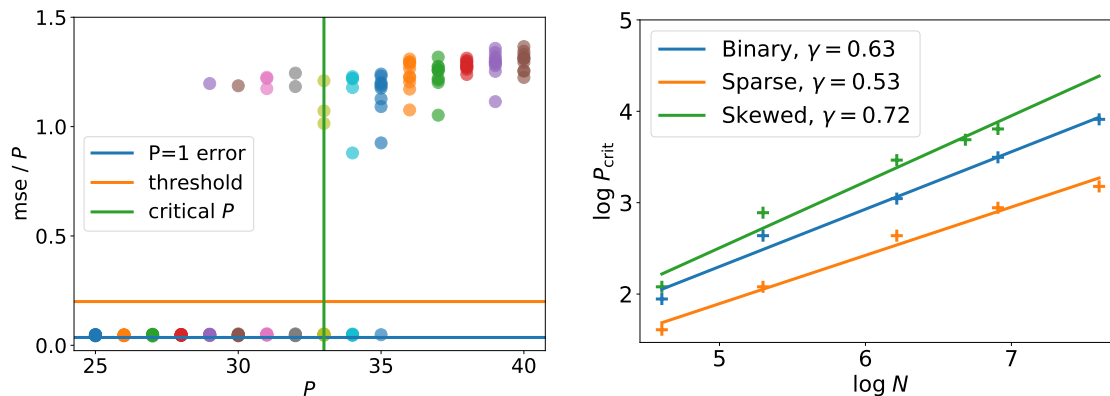 1.5
1.0
0.5
0.0
mse / P
P=1 error
threshold
critical P
25
30
35
40
P
5
4
3
2
log P_crit
Binary, γ = 0.63
Sparse, γ = 0.53
Skewed, γ = 0.72
5
6
7
log N